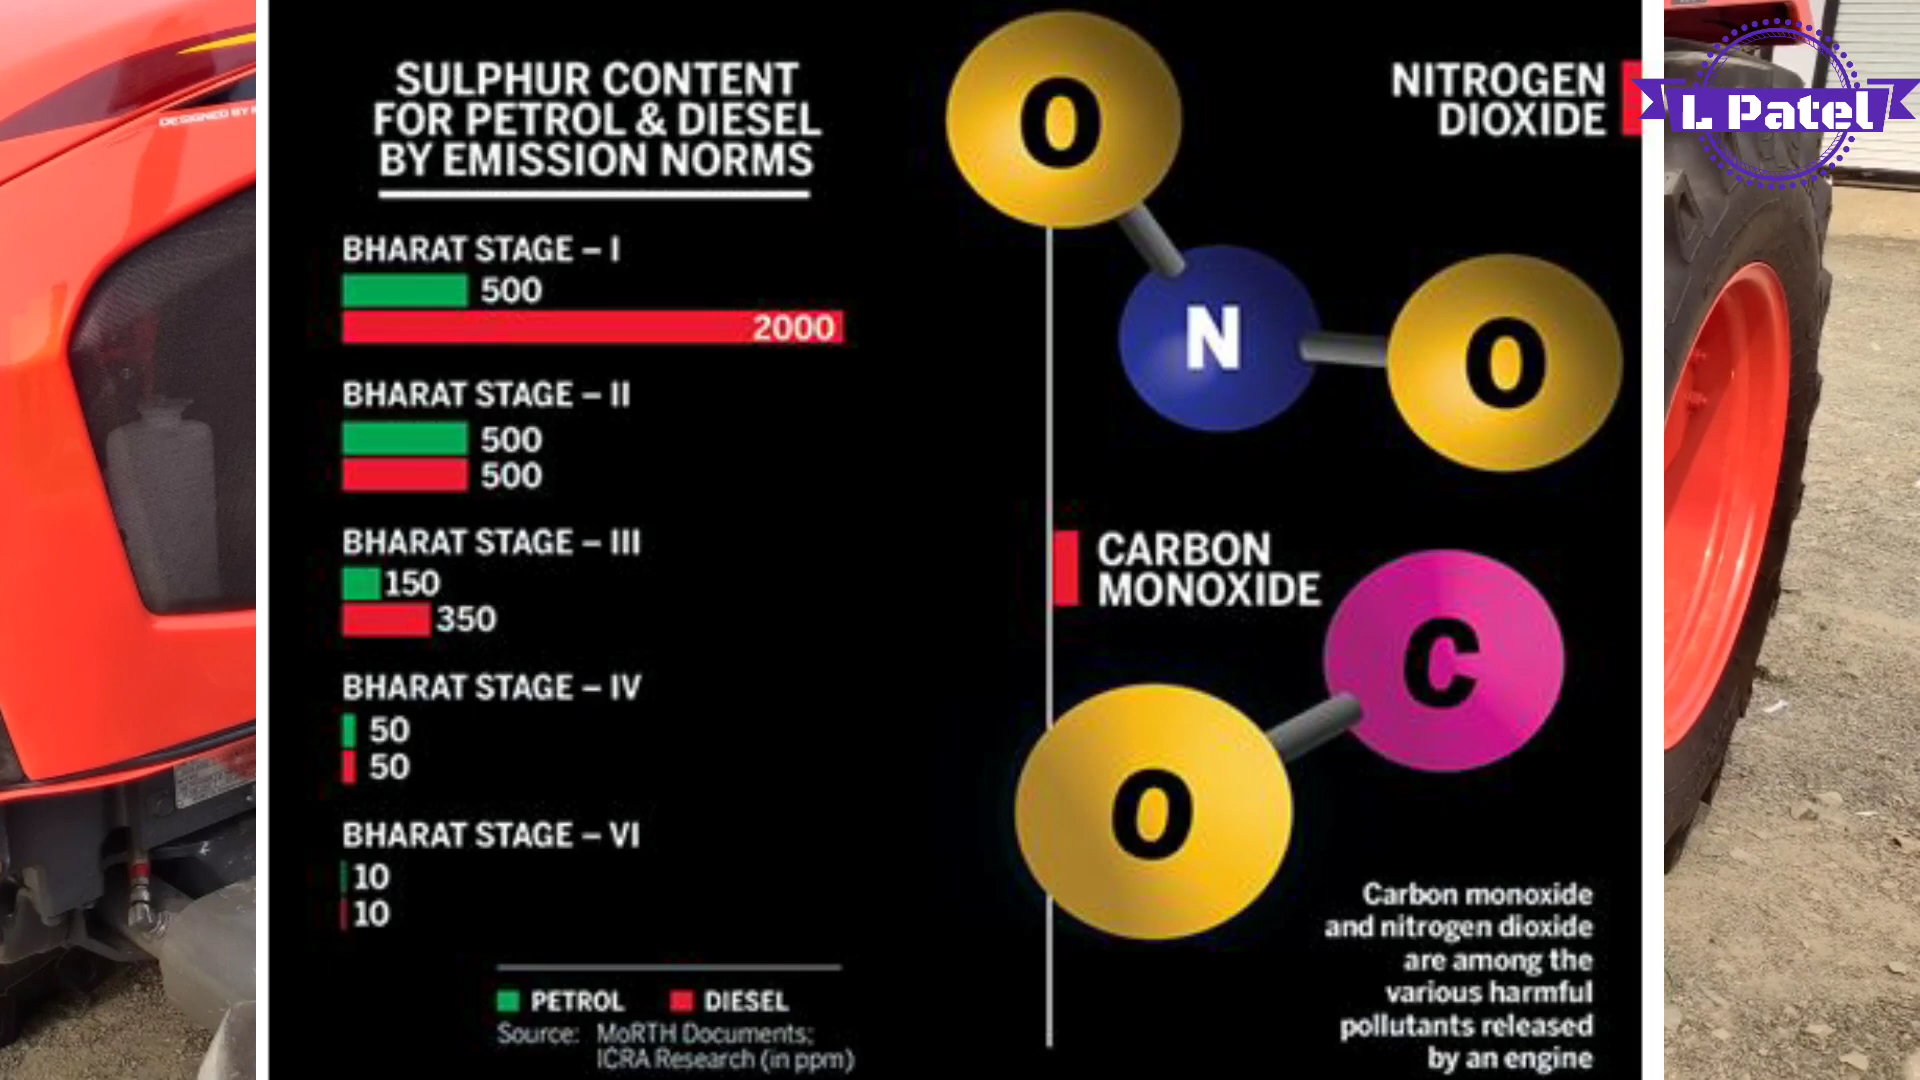 SULPHUR CONTENT
FOR PETROL & DIESEL
BY EMISSION NORMS
BHARAT STAGE – I
500
2000
BHARAT STAGE – II
500
500
BHARAT STAGE – III
150
350
BHARAT STAGE – IV
50
50
BHARAT STAGE – VI
10
10
PETROL DIESEL
Source: MoRTH Documents;
ICRA Research (in ppm)
O
N
O
NITROGEN
DIOXIDE
CARBON
MONOXIDE
C
O
Carbon monoxide
and nitrogen dioxide
are among the
various harmful
pollutants released
by an engine
L Patel
DESIGNED BY